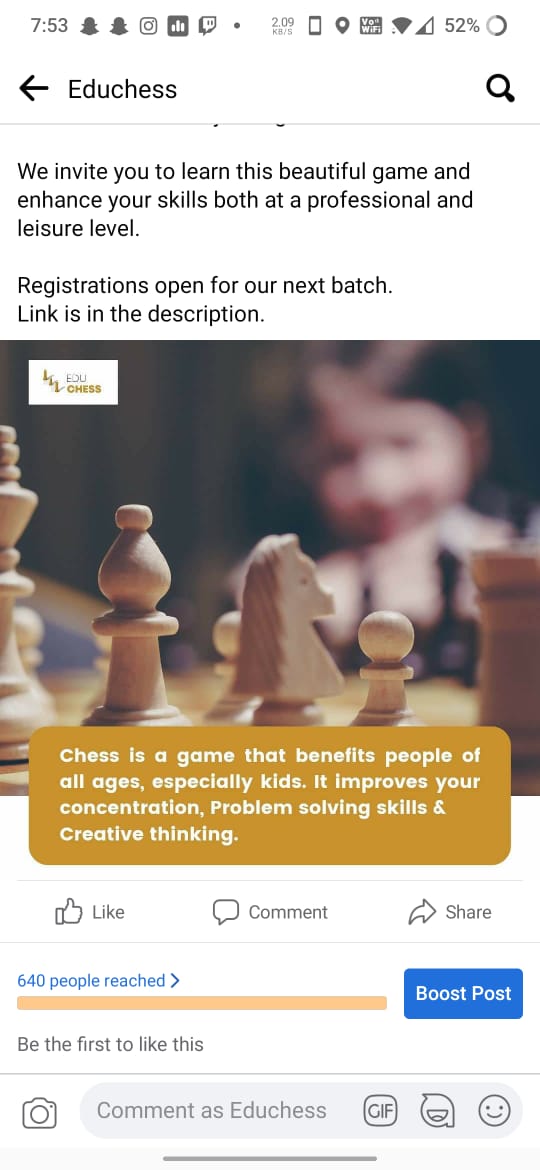 7:53
2.09
KB/S
Vo))
WiFi
52%
Educhess
We invite you to learn this beautiful game and
enhance your skills both at a professional and
leisure level.
Registrations open for our next batch.
Link is in the description.
EDU
CHESS
Chess is a game that benefits people of
all ages, especially kids. It improves your
concentration, Problem solving skills &
Creative thinking.
Like
Comment
Share
640 people reached
Boost Post
Be the first to like this
Comment as Educhess
GIF